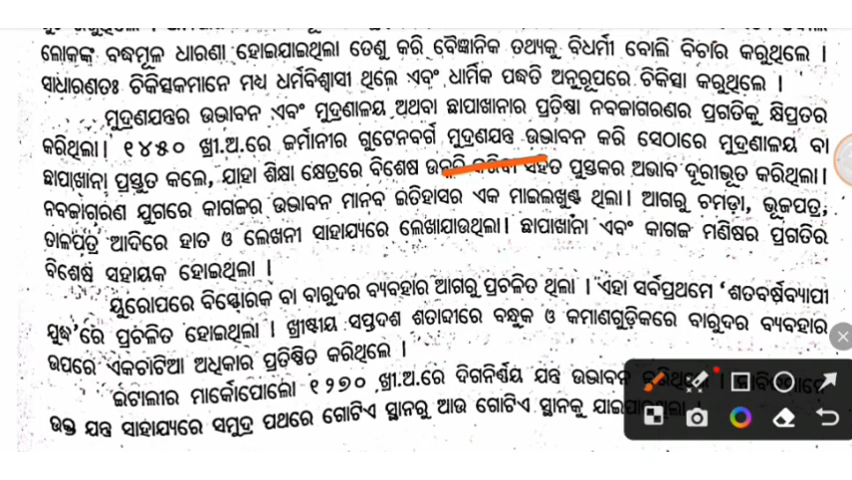 ଲୋକଙ୍କ ବଦ୍ଧମୂଳ ଧାରଣା ହୋଇଯାଇଥିଲା ତେଣୁ କରି ବୈଜ୍ଞାନିକ ତଥ୍ୟକୁ ବିଧର୍ମୀ ବୋଲି ବିଚାର କରୁଥିଲେ ।
ସାଧାରଣତଃ ଚିକିତ୍ସକମାନେ ମଧ୍ୟ ଧର୍ମବିଶ୍ୱାସୀ ଥିଲେ ଏବଂ ଧାର୍ମିକ ପଦ୍ଧତି ଅନୁରୂପରେ ଚିକିତ୍ସା କରୁଥିଲେ ।
ମୁଦ୍ରଣଯନ୍ତ୍ରର ଉଦ୍ଭାବନ ଏବଂ ମୁଦ୍ରଣାଳୟ ଅଥବା ଛାପାଖାନାର ପ୍ରତିଷ୍ଠା ନବଜାଗରଣର ପ୍ରଗତିକୁ କ୍ଷିପ୍ରତର
କରିଥିଲା। ୧୪୫୦ ଖ୍ରୀ.ଅ.ରେ ଜର୍ମାନୀର ଗୁଟେନବର୍ଗ ମୁଦ୍ରଣଯନ୍ତ୍ର ଉଦ୍ଭାବନ କରି ସେଠାରେ ମୁଦ୍ରଣାଳୟ ବା
ଛାପାଖାନା ପ୍ରସ୍ତୁତ କଲେ, ଯାହା ଶିକ୍ଷା କ୍ଷେତ୍ରରେ ବିଶେଷ ଉନ୍ନତି କରିବା ସହିତ ପୁସ୍ତକର ଅଭାବ ଦୂରୀଭୂତ କରିଥିଲା।
ନବଜାଗରଣ ଯୁଗରେ କାଗଜର ଉଦ୍ଭାବନ ମାନବ ଇତିହାସର ଏକ ମାଇଲଖୁଣ୍ଟ ଥିଲା। ଆଗରୁ ଚମଡ଼ା, ଭୂଜପତ୍ର,
ତାଳପତ୍ର ଆଦିରେ ହାତ ଓ ଲେଖନୀ ସାହାଯ୍ୟରେ ଲେଖାଯାଉଥିଲା। ଛାପାଖାନା ଏବଂ କାଗଜ ମଣିଷର ପ୍ରଗତିର
ବିଶେଷ ସହାୟକ ହୋଇଥିଲା ।
ୟୁରୋପରେ ବିସ୍ଫୋରକ ବା ବାରୁଦର ବ୍ୟବହାର ଆଗରୁ ପ୍ରଚଳିତ ଥିଲା । ଏହା ସର୍ବପ୍ରଥମେ ‘ଶତବର୍ଷବ୍ୟାପୀ
ଯୁଦ୍ଧ’ରେ ପ୍ରଚଳିତ ହୋଇଥିଲା । ଖ୍ରୀଷ୍ଟୀୟ ସପ୍ତଦଶ ଶତାବ୍ଦୀରେ ବନ୍ଧୁକ ଓ କମାଣଗୁଡ଼ିକରେ ବାରୁଦର ବ୍ୟବହାର
ଉପରେ ଏକଚାଟିଆ ଅଧିକାର ପ୍ରତିଷ୍ଠିତ କରିଥିଲେ ।
ଇଟାଲୀର ମାର୍କୋପୋଲୋ ୧୨୭୦ ଖ୍ରୀ.ଅ.ରେ ଦିଗନିର୍ଣ୍ଣୟ ଯନ୍ତ୍ର ଉଦ୍ଭାବନ
ଉକ୍ତ ଯନ୍ତ୍ର ସାହାଯ୍ୟରେ ସମୁଦ୍ର ପଥରେ ଗୋଟିଏ ସ୍ଥାନରୁ ଆଉ ଗୋଟିଏ ସ୍ଥାନକୁ